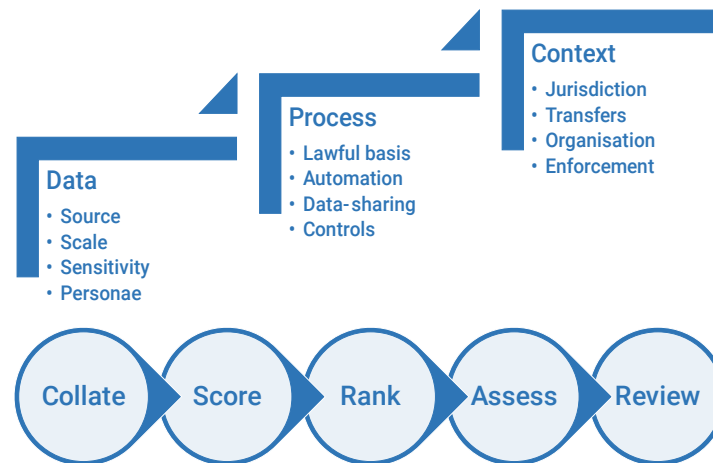 Data
• Source
• Scale
• Sensitivity
• Personae
Process
• Lawful basis
• Automation
• Data-sharing
• Controls
Context
• Jurisdiction
• Transfers
• Organisation
• Enforcement
Collate
Score
Rank
Assess
Review